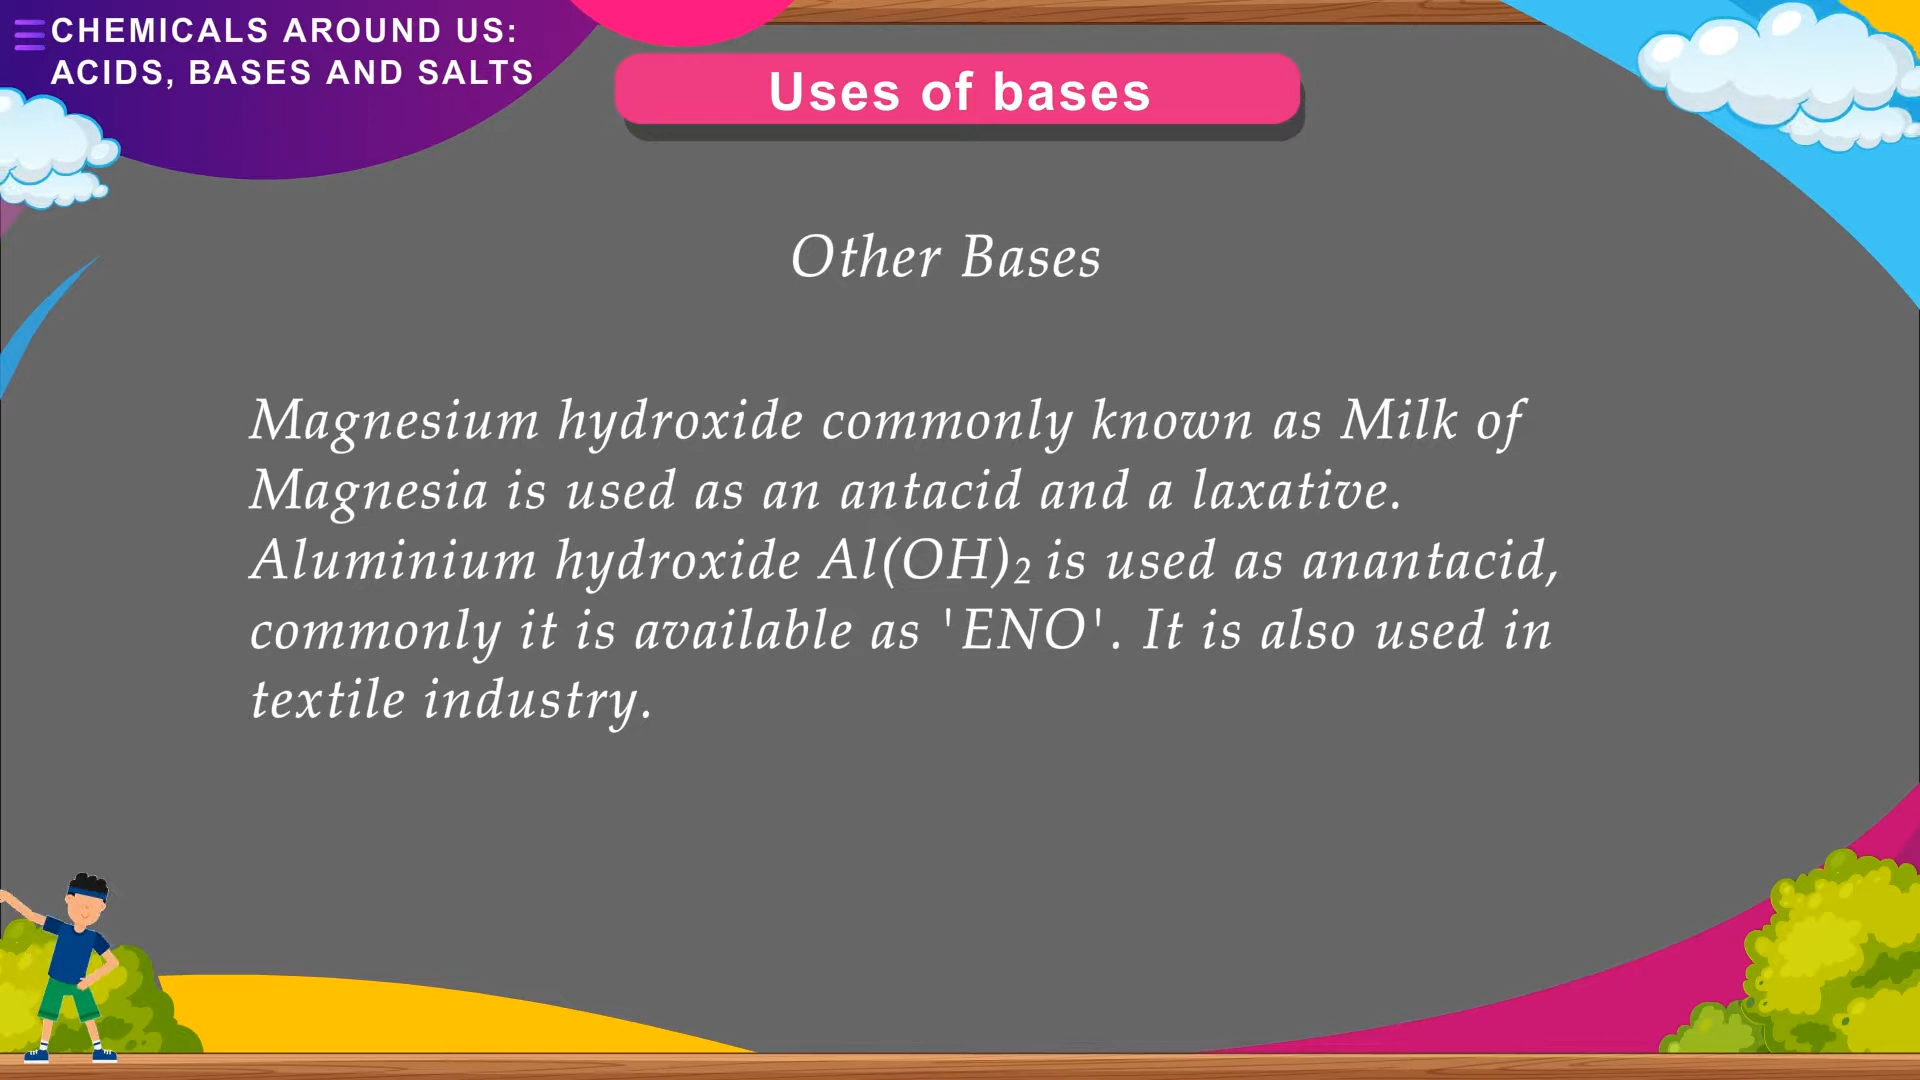 CHEMICALS AROUND US:
ACIDS, BASES AND SALTS
Uses of bases
Other Bases
Magnesium hydroxide commonly known as Milk of
Magnesia is used as an antacid and a laxative.
Aluminium hydroxide Al(OH)₂ is used as anantacid,
commonly it is available as 'ENO'. It is also used in
textile industry.